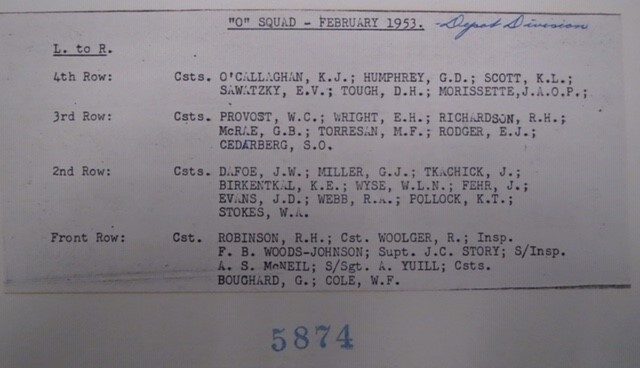 "O" SQUAD - FEBRUARY 1953. Depot Division
L. to R.
4th Row: Csts. O'CALLAGHAN, K.J.; HUMPHREY, G.D.; SCOTT, K.L.;
SAWATZKY, E.V.; TOUGH, D.H.; MORISSETTE,J.A.O.P.;
3rd Row: Csts. PROVOST, W.C.; WRIGHT, E.H.; RICHARDSON, R.H.;
McRAE, G.B.; TORRESAN, M.F.; RODGER, E.J.;
CEDARBERG, S.O.
2nd Row: Csts. DAFOE, J.W.; MILLER, G.J.; TKACHICK, J.;
BIRKENTKAL, K.E.; WYSE, W.L.N.; FEHR, J.;
EVANS, J.D.; WEBB, R.A.; POLLOCK, K.T.;
STOKES, W.A.
Front Row: Cst. ROBINSON, R.H.; Cst. WOOLGER, R.; Insp.
F. B. WOODS-JOHNSON; Supt. J.C. STORY; S/Insp.
A. S. McNEIL; S/Sgt. A. YUILL; Csts.
BOUCHARD, G.; COLE, W.F.
5874